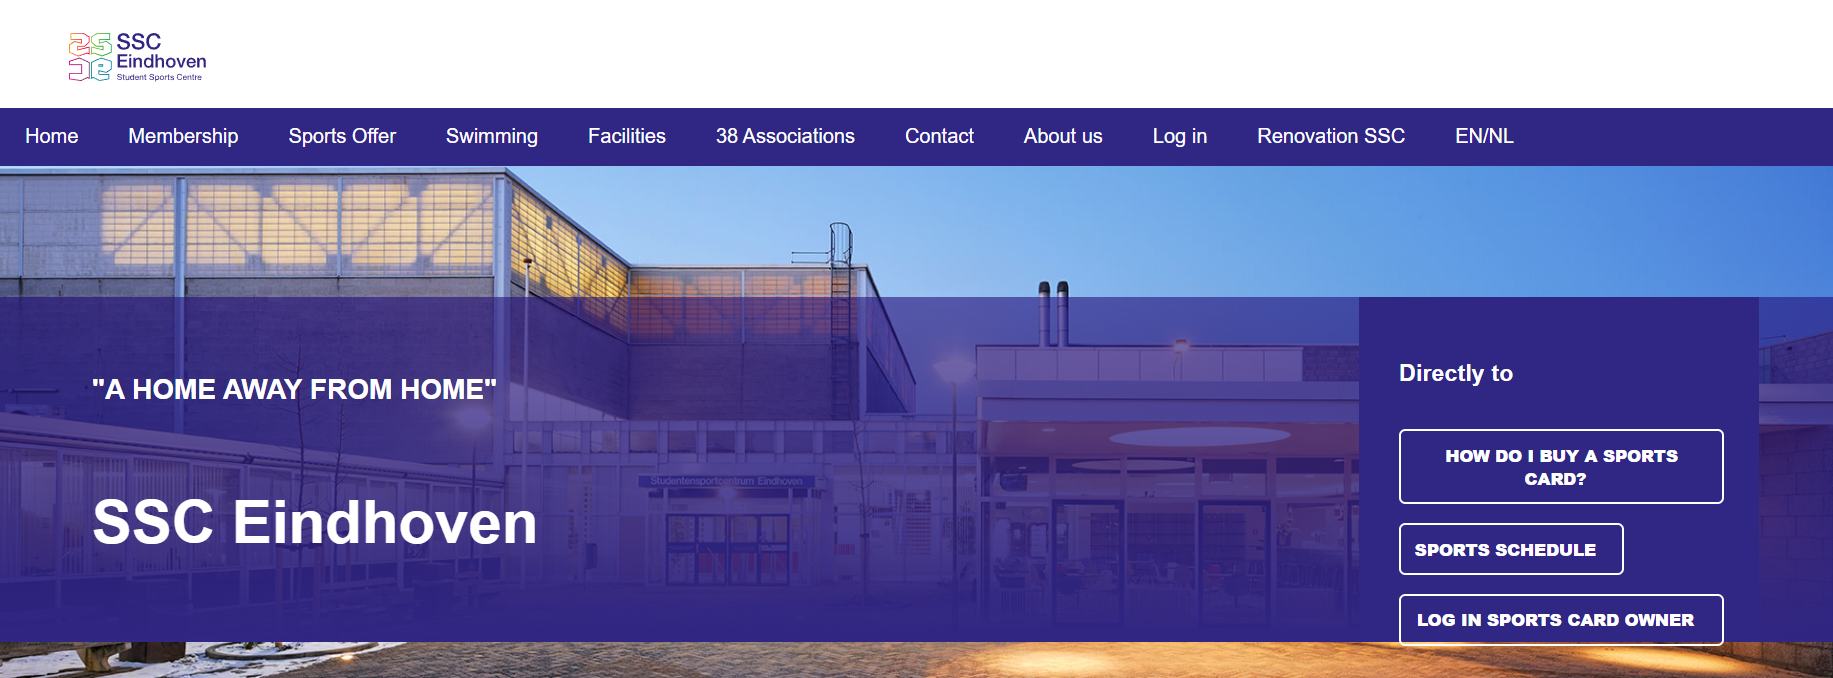 SSC
Eindhoven
Student Sports Centre
Home Membership Sports Offer Swimming Facilities 38 Associations Contact About us Log in Renovation SSC EN/NL
"A HOME AWAY FROM HOME"
SSC Eindhoven
Studentensportcentrum Eindhoven
Directly to
HOW DO I BUY A SPORTS
CARD?
SPORTS SCHEDULE
LOG IN SPORTS CARD OWNER